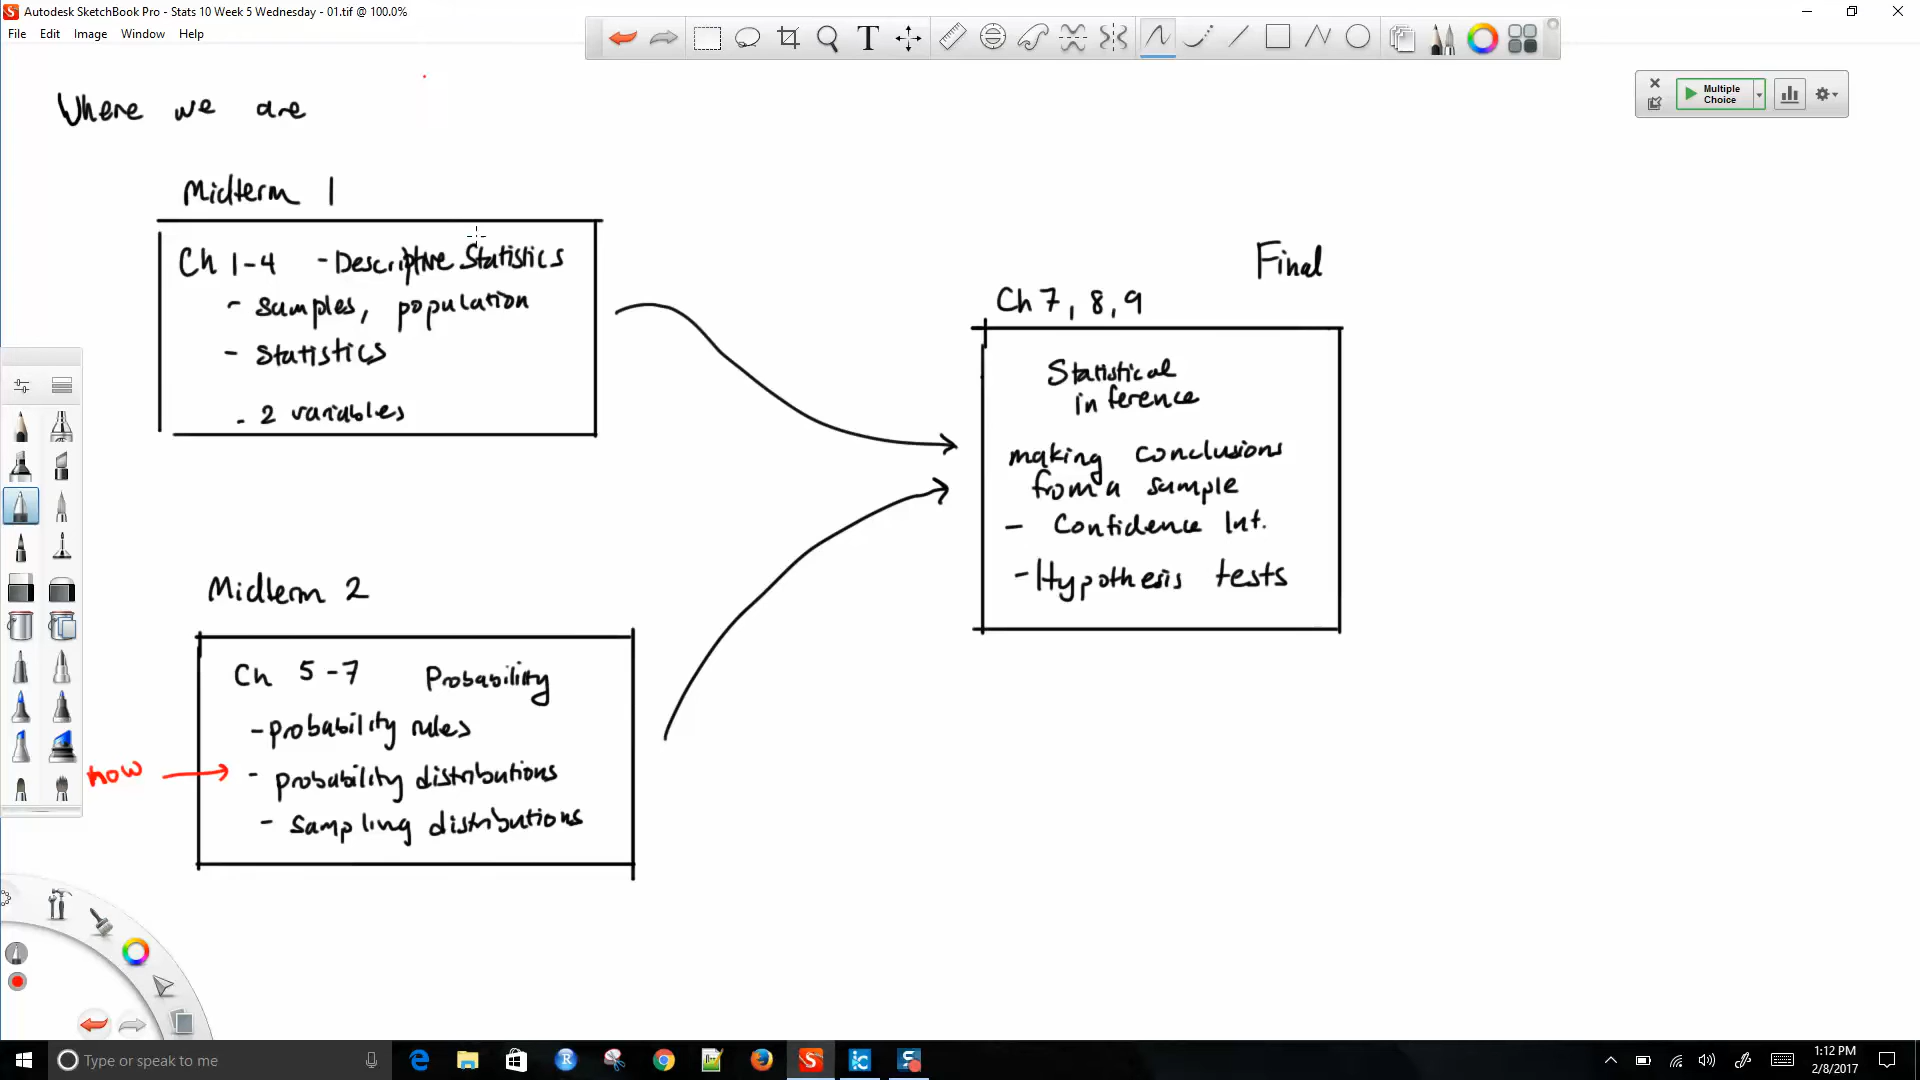 Autodesk SketchBook Pro - Stats 10 Week 5 Wednesday - 01.tif @ 100.0%
File Edit Image Window Help
T
Multiple
Choice
Where we are
Midterm 1
Ch 1-4 - Descriptive Statistics
- samples, population
- statistics
- 2 variables
Final
Ch 7, 8, 9
Statistical
inference
making conclusions
from a sample
- Confidence Int.
- Hypothesis tests
Midterm 2
Ch 5-7 Probability
- probability rules
now → - probability distributions
- sampling distributions
Type or speak to me
1:12 PM
2/8/2017